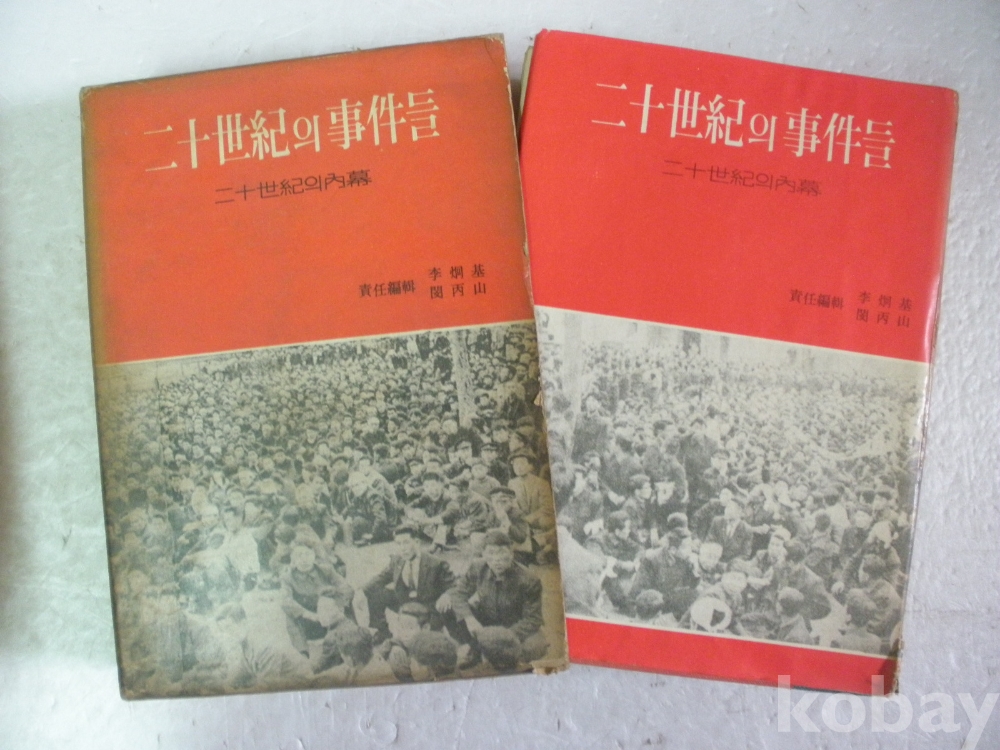 二十世紀의事件들
二十世紀의內幕
責任編輯
李炯基
閔丙山
二十世紀의事件들
二十世紀의內幕
責任編輯
李炯基
閔丙山
kobay